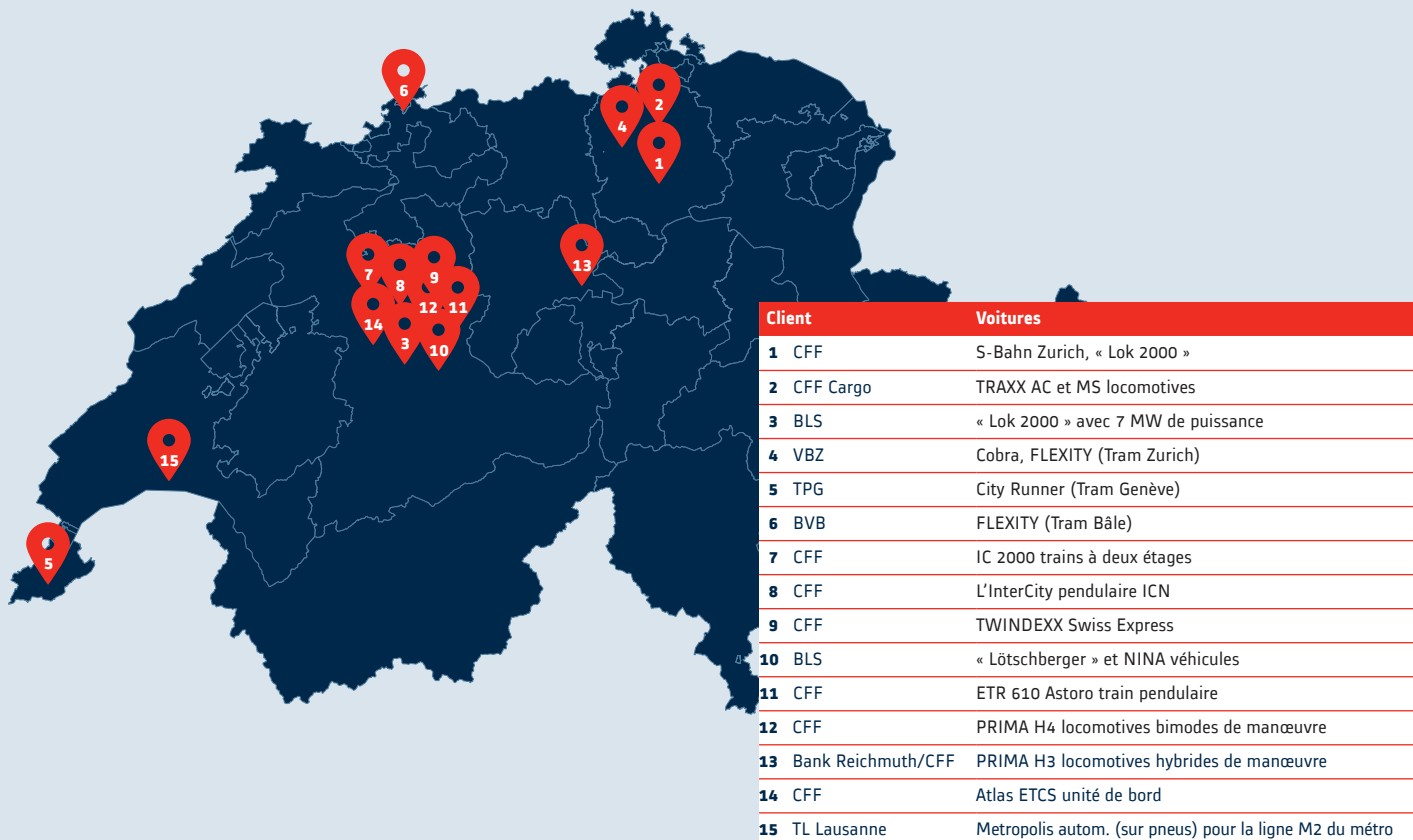 6
2
4
1
13
7
8
9
12
11
14
3
10
15
5
Client Voitures
1 CFF S-Bahn Zurich, « Lok 2000 »
2 CFF Cargo TRAXX AC et MS locomotives
3 BLS « Lok 2000 » avec 7 MW de puissance
4 VBZ Cobra, FLEXITY (Tram Zurich)
5 TPG City Runner (Tram Genève)
6 BVB FLEXITY (Tram Bâle)
7 CFF IC 2000 trains à deux étages
8 CFF L’InterCity pendulaire ICN
9 CFF TWINDEXX Swiss Express
10 BLS « Lötschberger » et NINA véhicules
11 CFF ETR 610 Astoro train pendulaire
12 CFF PRIMA H4 locomotives bimodes de manœuvre
13 Bank Reichmuth/CFF PRIMA H3 locomotives hybrides de manœuvre
14 CFF Atlas ETCS unité de bord
15 TL Lausanne Metropolis autom. (sur pneus) pour la ligne M2 du métro